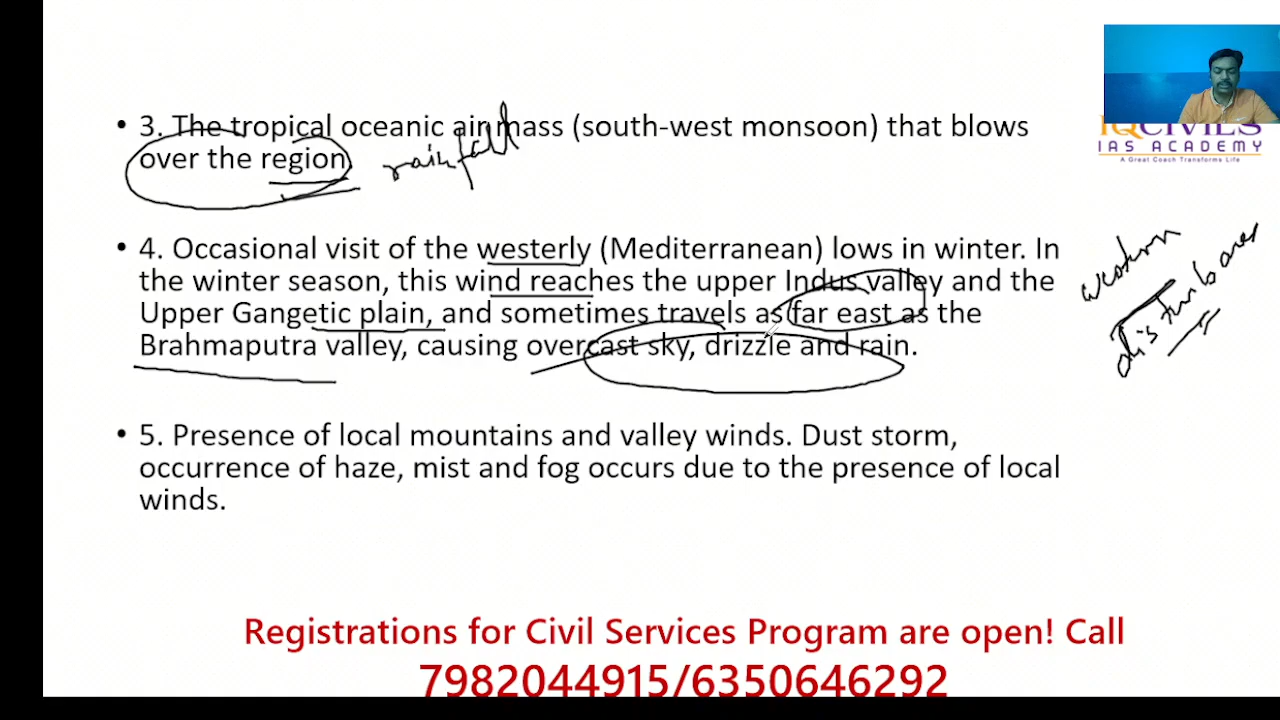 • 3. The tropical oceanic air mass (south-west monsoon) that blows
over the region.
rainfall
IQCIVILS
IAS ACADEMY
A Great Coach Transforms Life
• 4. Occasional visit of the westerly (Mediterranean) lows in winter. In
the winter season, this wind reaches the upper Indus valley and the
Upper Gangetic plain, and sometimes travels as far east as the
Brahmaputra valley, causing overcast sky, drizzle and rain.
western
• 5. Presence of local mountains and valley winds. Dust storm,
occurrence of haze, mist and fog occurs due to the presence of local
winds.
Registrations for Civil Services Program are open! Call
7982044915/6350646292